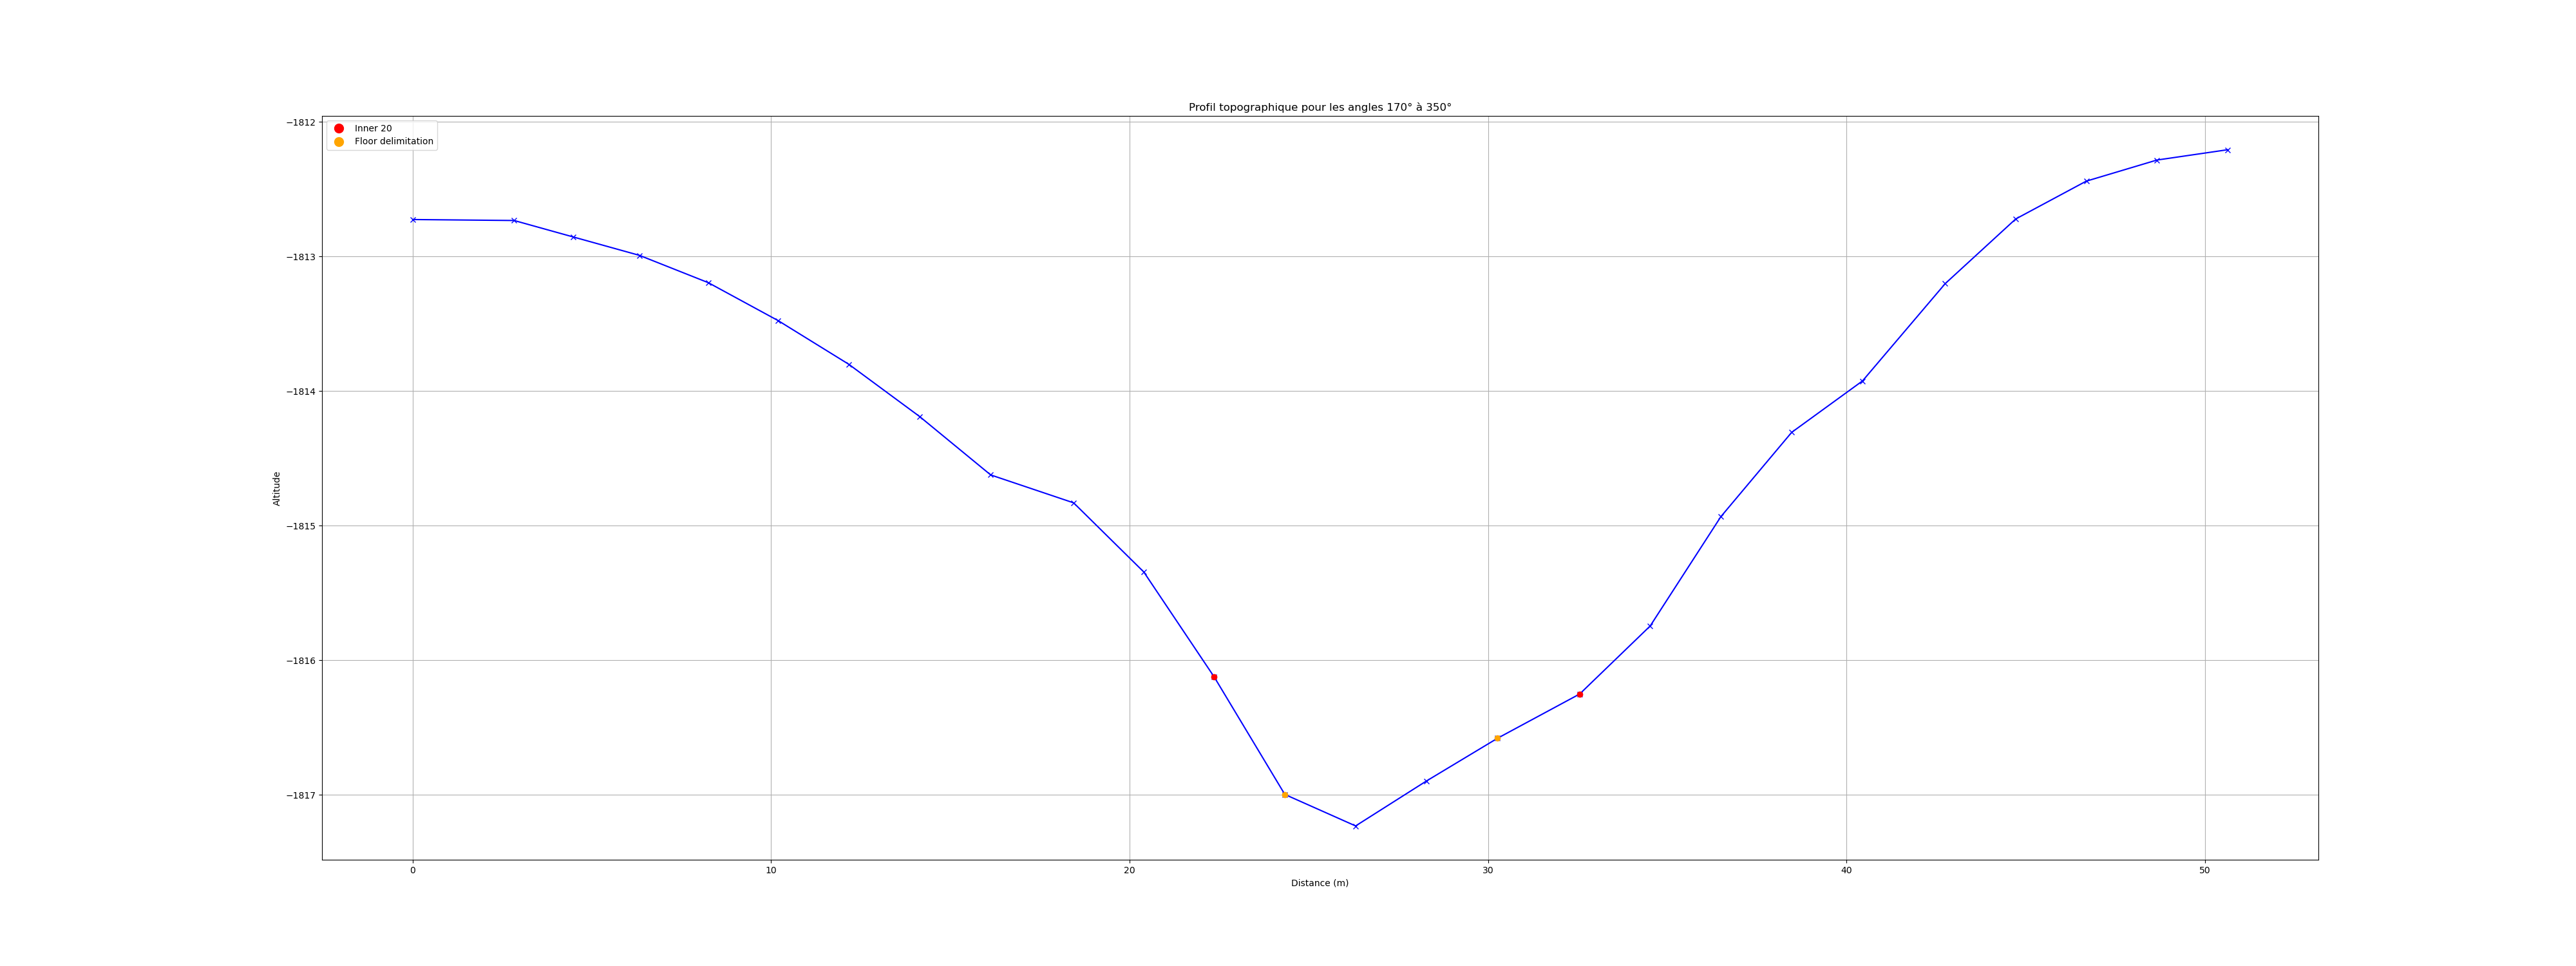 Profil topographique pour les angles 170° à 350°
Inner 20
Floor delimitation
−1812
−1813
−1814
−1815
−1816
−1817
Altitude
0 10 20 30 40 50
Distance (m)